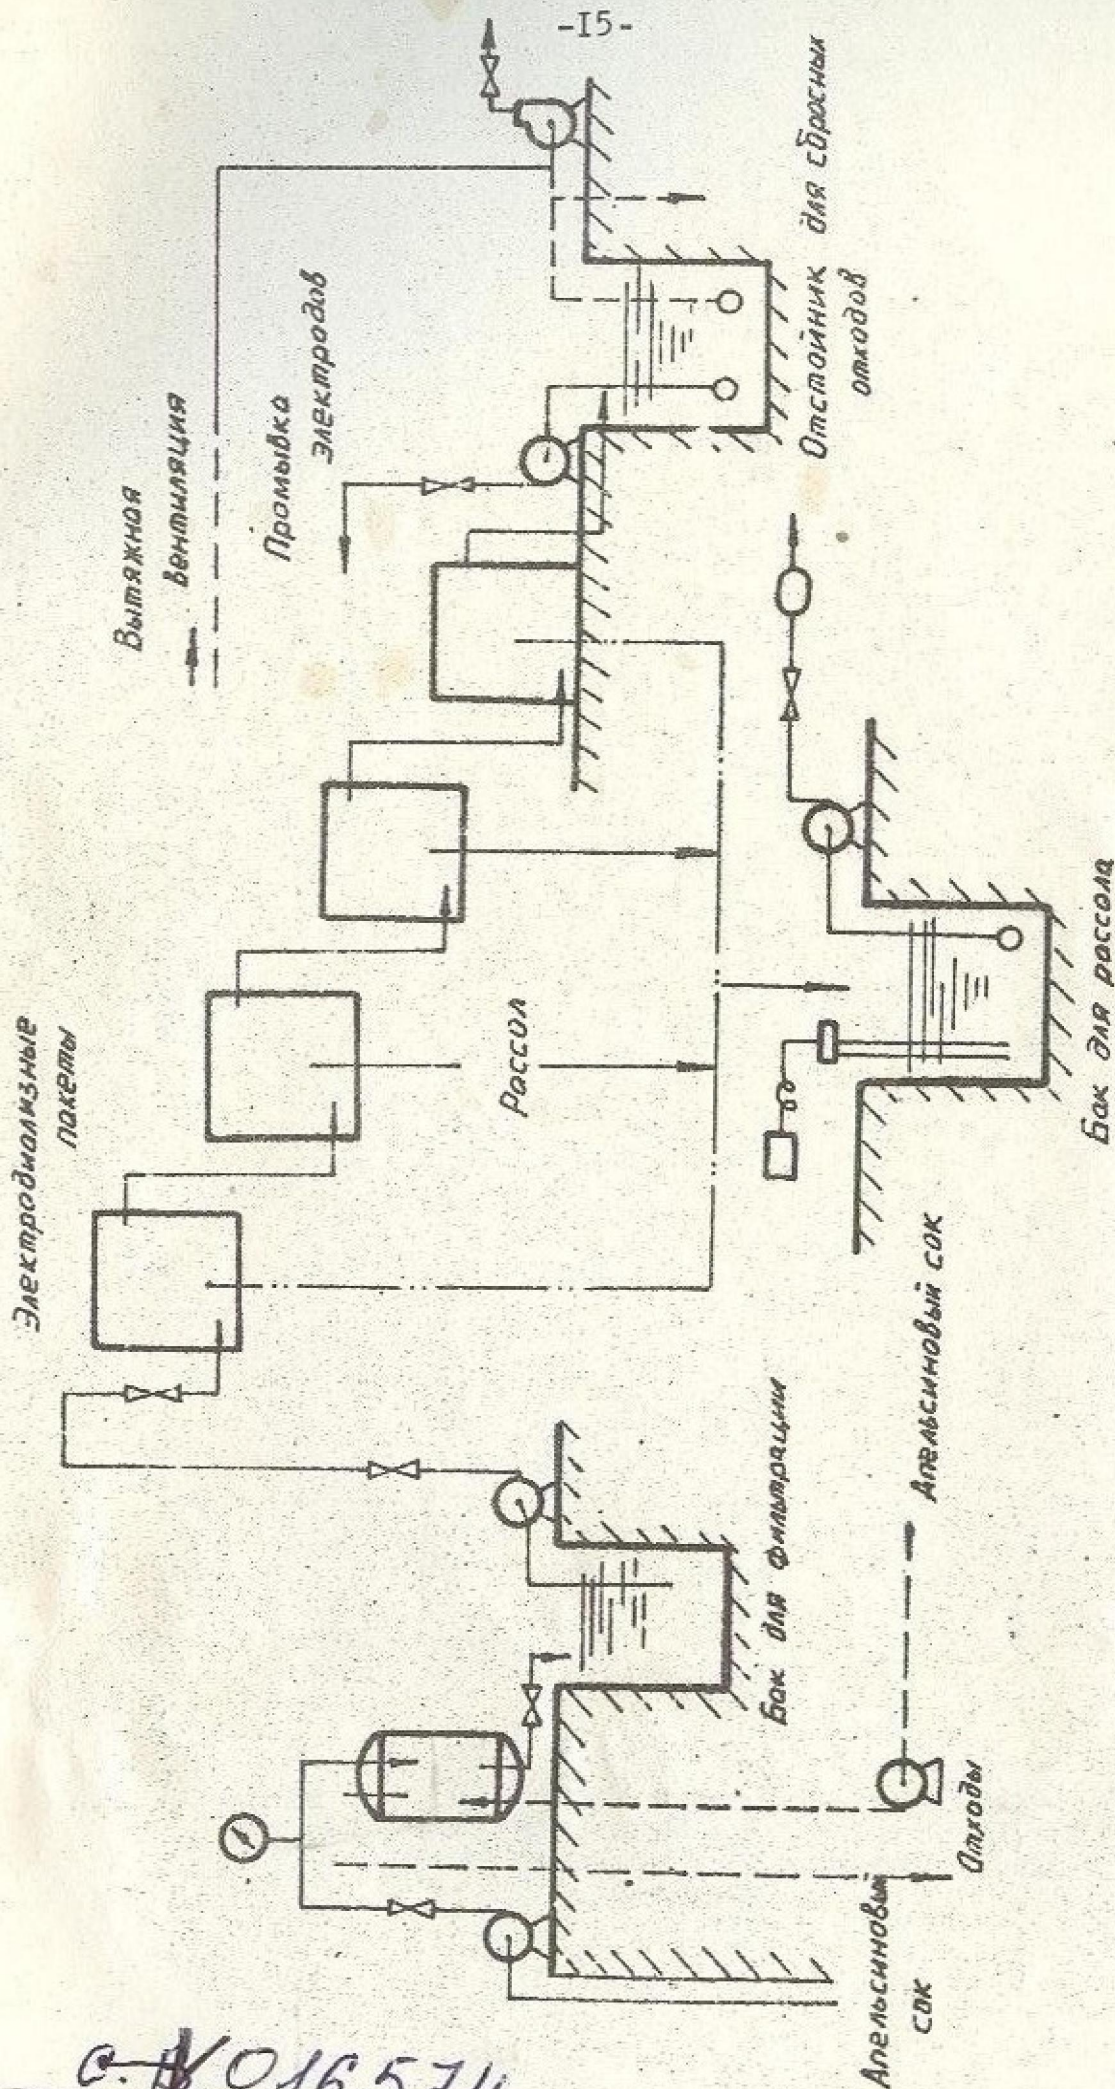 -15-
Электродиализные
пакеты
Вытяжная
вентиляция
Промывка
электродов
Рассол
Отстойник для сбросных
отходов
Бак для рассола
Бак для фильтрации
Апельсиновый сок
Апельсиновый
сок
Отходы
016574